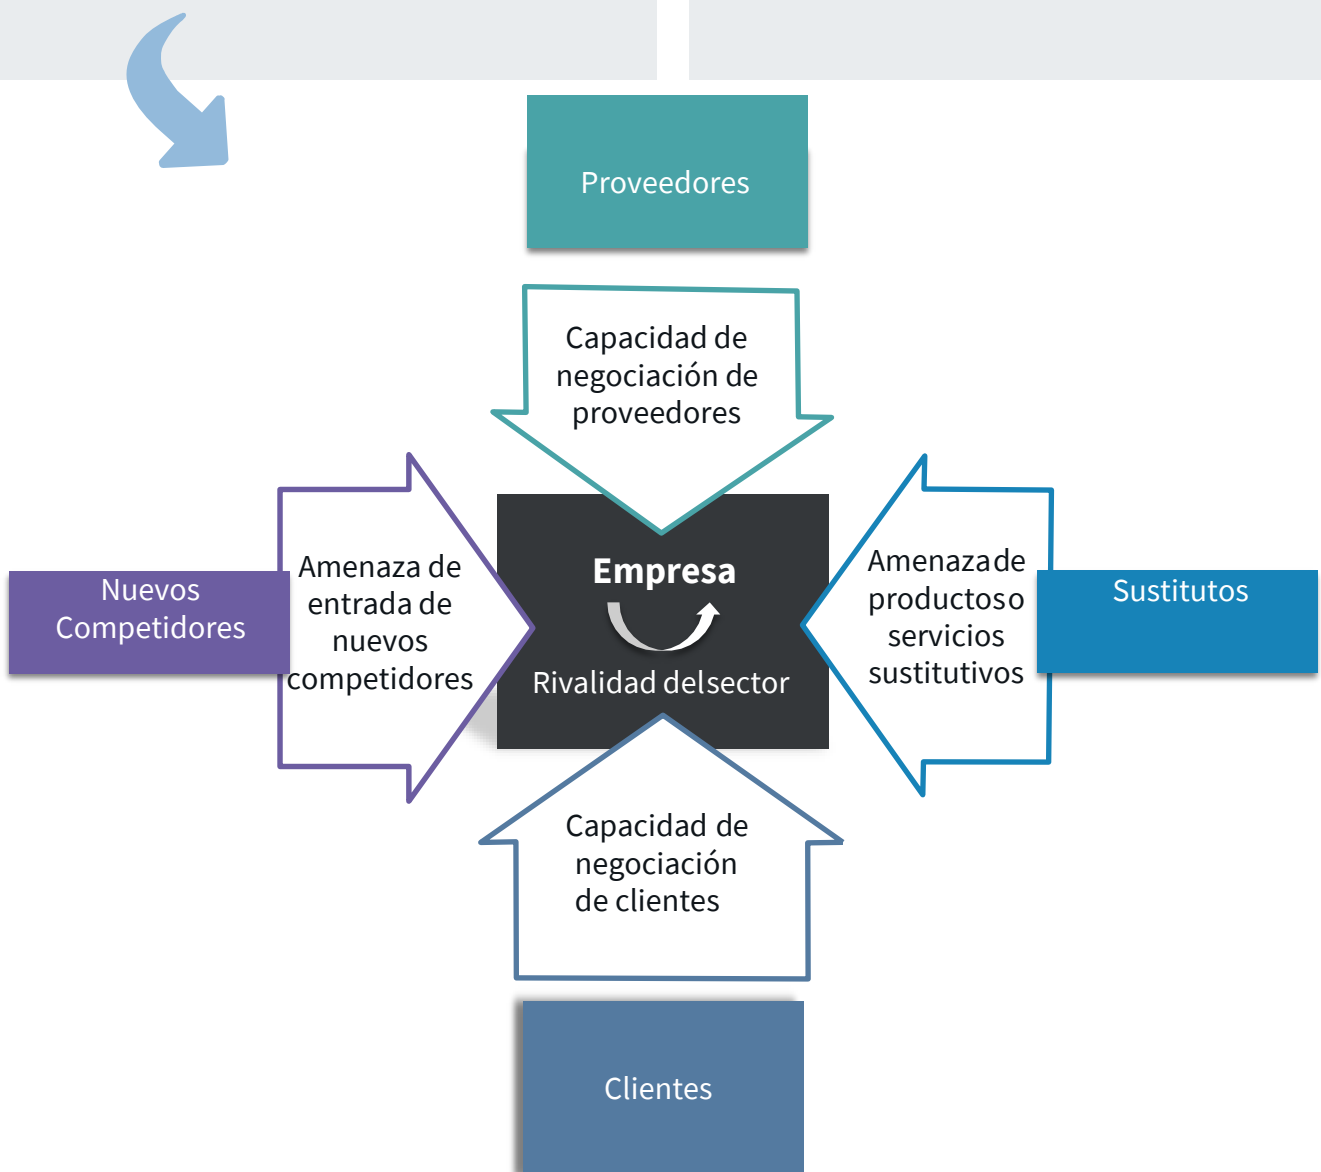 Proveedores
Capacidad de
negociación de
proveedores
Nuevos
Competidores
Amenaza de
entrada de
nuevos
competidores
Empresa
Rivalidad delsector
Amenazade
productoso
servicios
sustitutivos
Sustitutos
Capacidad de
negociación
de clientes
Clientes